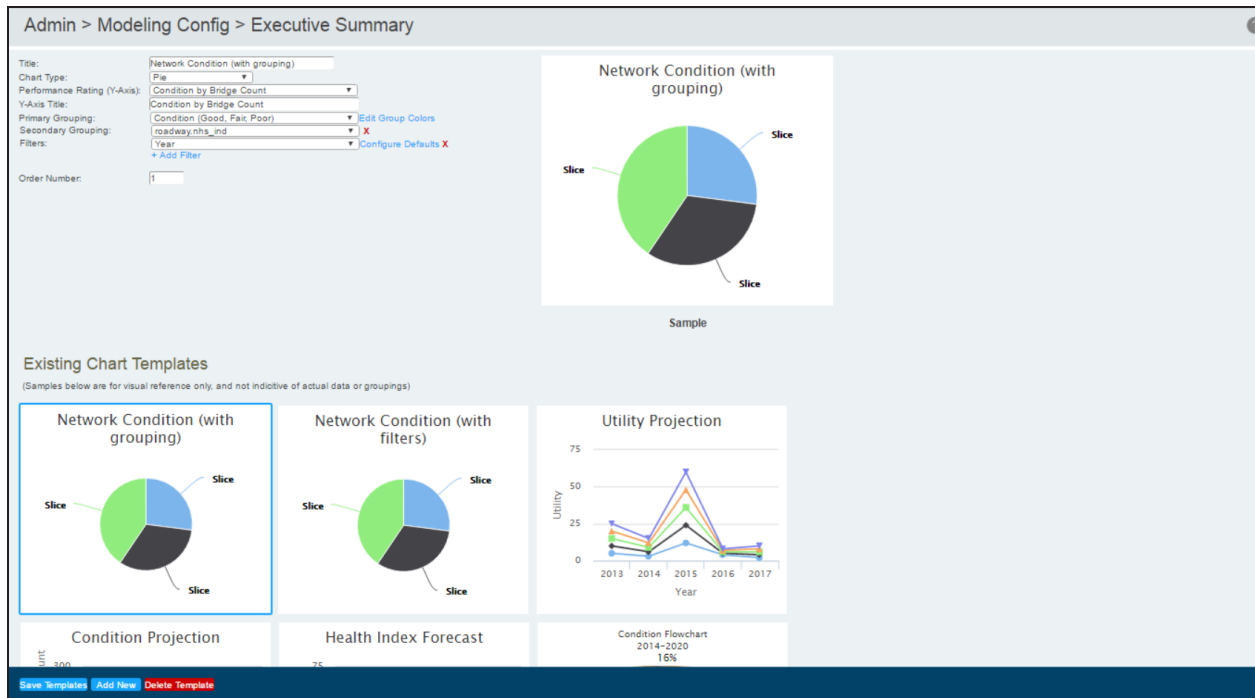 Admin > Modeling Config > Executive Summary
Title: Network Condition (with grouping)
Chart Type: Pie
Performance Rating (Y-Axis): Condition by Bridge Count
Y-Axis Title: Condition by Bridge Count
Primary Grouping: Condition (Good, Fair, Poor) Edit Group Colors
Secondary Grouping: roadway.nhs_ind X
Filters: Year Configure Defaults X
+ Add Filter
Order Number: 1
Network Condition (with
grouping)
Slice
Slice
Slice
Sample
Existing Chart Templates
(Samples below are for visual reference only, and not indicitive of actual data or groupings)
Network Condition (with
grouping)
Slice
Slice
Slice
Network Condition (with
filters)
Slice
Slice
Slice
Utility Projection
75
50
25
0
Utility
2013 2014 2015 2016 2017
Year
Condition Projection
300
Health Index Forecast
75
Condition Flowchart
2014-2020
16%
Save Templates Add New Delete Template